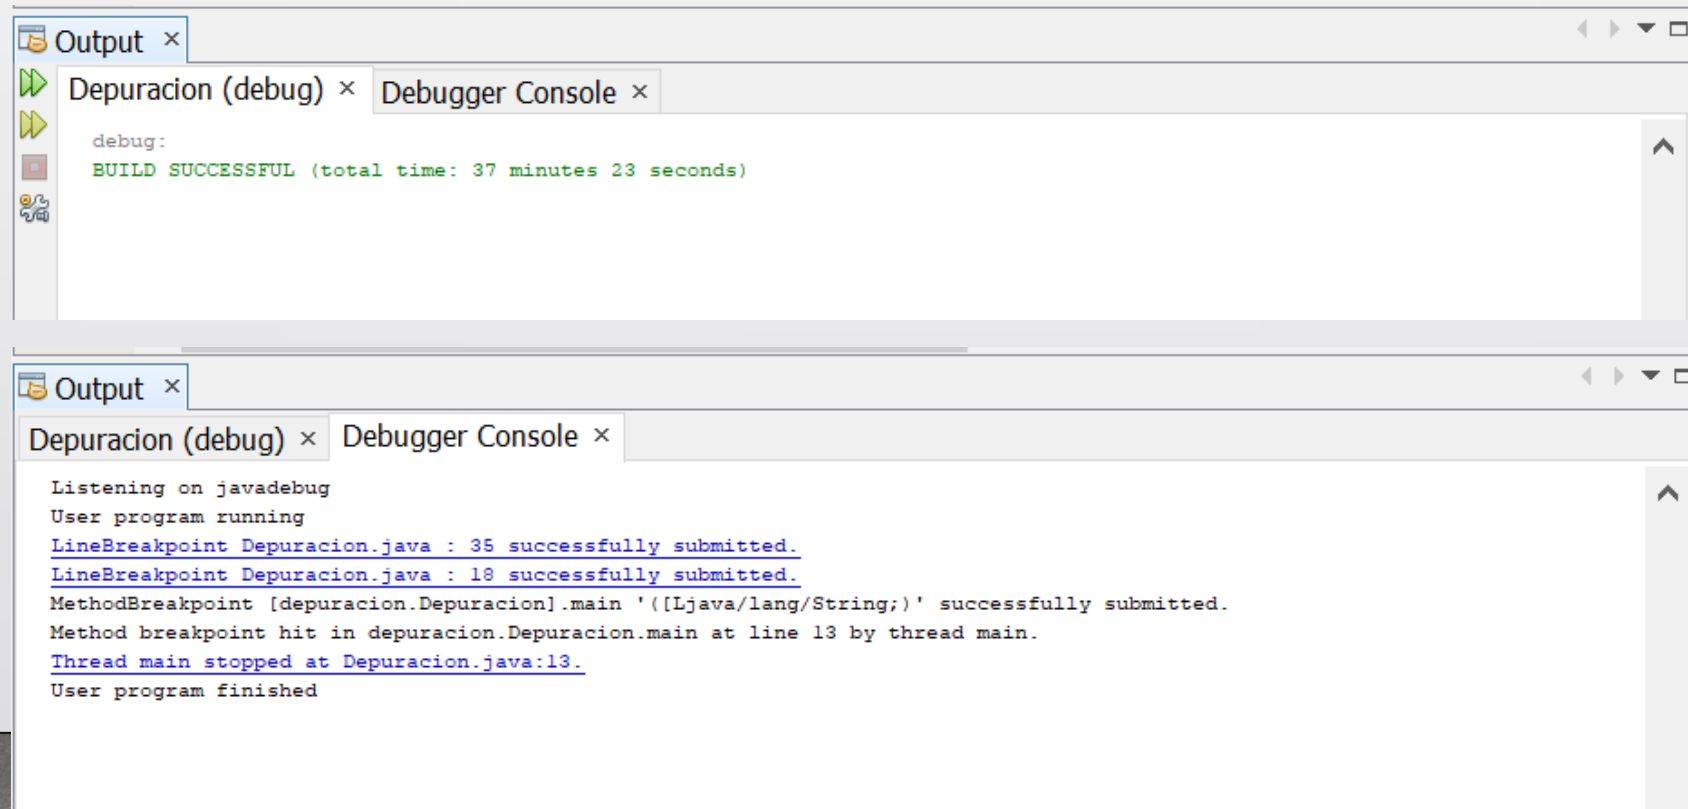 Output
Depuracion (debug) Debugger Console
debug:
BUILD SUCCESSFUL (total time: 37 minutes 23 seconds)
Output
Depuracion (debug) Debugger Console
Listening on javadebug
User program running
LineBreakpoint Depuracion.java : 35 successfully submitted.
LineBreakpoint Depuracion.java : 18 successfully submitted.
MethodBreakpoint [depuracion.Depuracion].main '([Ljava/lang/String;)' successfully submitted.
Method breakpoint hit in depuracion.Depuracion.main at line 13 by thread main.
Thread main stopped at Depuracion.java:13.
User program finished